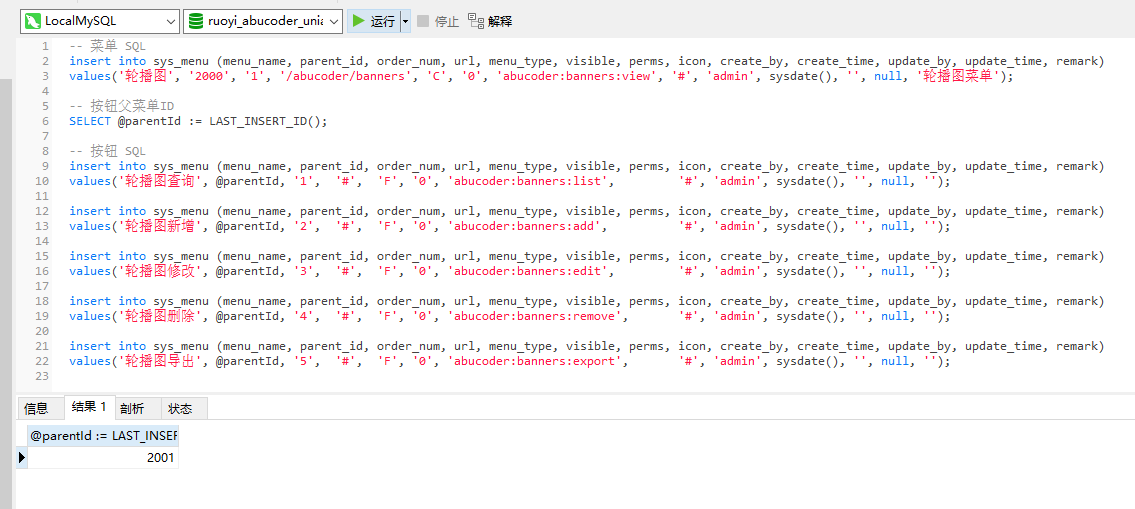 LocalMySQL ruoyi_abucoder_unia 运行 停止 解释
1 -- 菜单 SQL
2 insert into sys_menu (menu_name, parent_id, order_num, url, menu_type, visible, perms, icon, create_by, create_time, update_by, update_time, remark)
3 values('轮播图', '2000', '1', '/abucoder/banners', 'C', '0', 'abucoder:banners:view', '#', 'admin', sysdate(), '', null, '轮播图菜单');
4
5 -- 按钮父菜单ID
6 SELECT @parentId := LAST_INSERT_ID();
7
8 -- 按钮 SQL
9 insert into sys_menu (menu_name, parent_id, order_num, url, menu_type, visible, perms, icon, create_by, create_time, update_by, update_time, remark)
10 values('轮播图查询', @parentId, '1', '#', 'F', '0', 'abucoder:banners:list', '#', 'admin', sysdate(), '', null, '');
11
12 insert into sys_menu (menu_name, parent_id, order_num, url, menu_type, visible, perms, icon, create_by, create_time, update_by, update_time, remark)
13 values('轮播图新增', @parentId, '2', '#', 'F', '0', 'abucoder:banners:add', '#', 'admin', sysdate(), '', null, '');
14
15 insert into sys_menu (menu_name, parent_id, order_num, url, menu_type, visible, perms, icon, create_by, create_time, update_by, update_time, remark)
16 values('轮播图修改', @parentId, '3', '#', 'F', '0', 'abucoder:banners:edit', '#', 'admin', sysdate(), '', null, '');
17
18 insert into sys_menu (menu_name, parent_id, order_num, url, menu_type, visible, perms, icon, create_by, create_time, update_by, update_time, remark)
19 values('轮播图删除', @parentId, '4', '#', 'F', '0', 'abucoder:banners:remove', '#', 'admin', sysdate(), '', null, '');
20
21 insert into sys_menu (menu_name, parent_id, order_num, url, menu_type, visible, perms, icon, create_by, create_time, update_by, update_time, remark)
22 values('轮播图导出', @parentId, '5', '#', 'F', '0', 'abucoder:banners:export', '#', 'admin', sysdate(), '', null, '');
23
信息 结果 1 剖析 状态
@parentId := LAST_INSER
2001